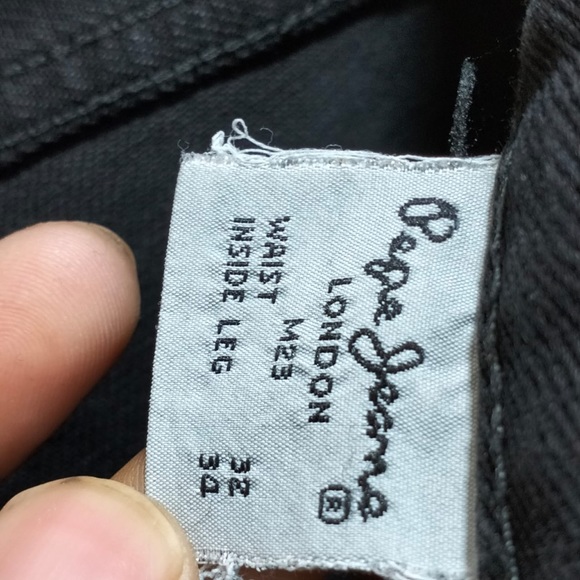 Pepe Jeans ®
LONDON
M23
WAIST 32
INSIDE LEG 34